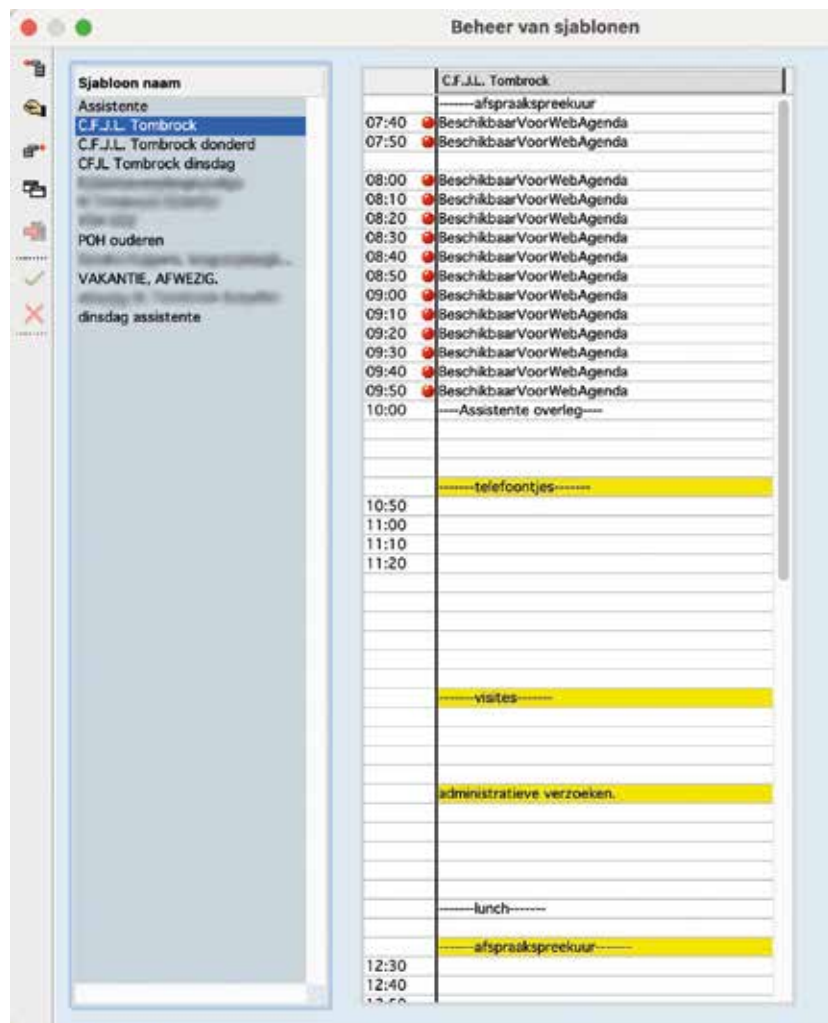 Beheer van sjablonen
Sjabloon naam
Assistente
C.F.J.L. Tombrock
C.F.J.L. Tombrock donderd
CFJL Tombrock dinsdag
POH ouderen
VAKANTIE, AFWEZIG.
dinsdag assistente
C.F.J.L. Tombrock
-------afspraakspreekuur
07:40 BeschikbaarVoorWebAgenda
07:50 BeschikbaarVoorWebAgenda
08:00 BeschikbaarVoorWebAgenda
08:10 BeschikbaarVoorWebAgenda
08:20 BeschikbaarVoorWebAgenda
08:30 BeschikbaarVoorWebAgenda
08:40 BeschikbaarVoorWebAgenda
08:50 BeschikbaarVoorWebAgenda
09:00 BeschikbaarVoorWebAgenda
09:10 BeschikbaarVoorWebAgenda
09:20 BeschikbaarVoorWebAgenda
09:30 BeschikbaarVoorWebAgenda
09:40 BeschikbaarVoorWebAgenda
09:50 BeschikbaarVoorWebAgenda
10:00 ----Assistente overleg----
-------telefoontjes-------
10:50
11:00
11:10
11:20
-------visites-------
administratieve verzoeken.
-------lunch-------
-------afspraakspreekuur-------
12:30
12:40